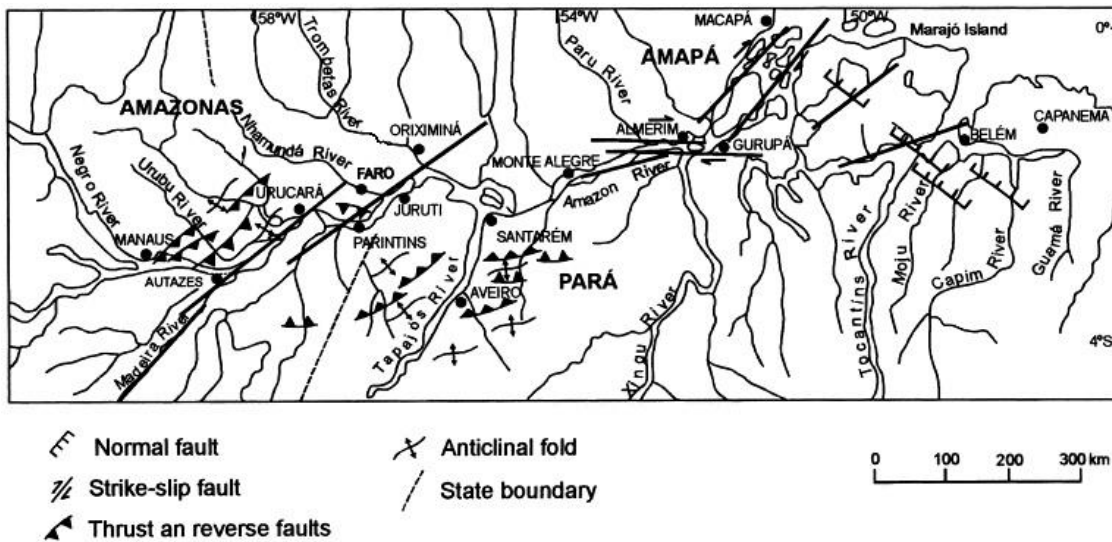 58°W
54°W
MACAPÁ
50°W
Marajó Island
0°
Trombetas River
Paru River
AMAPÁ
AMAZONAS
Nhamundá River
ORIXIMINÁ
ALMERIM
GURUPÁ
BELÉM
CAPANEMA
Negro River
Urubu River
FARO
URUCARÁ
MONTE ALEGRE
Amazon River
JURUTI
MANAUS
PARINTINS
SANTARÉM
PARÁ
AUTAZES
AVEIRO
Madeira River
Tapajós River
Xingu River
Tocantíns River
Moju River
Capim River
Guamá River
4°S
Normal fault
Strike-slip fault
Thrust an reverse faults
Anticlinal fold
State boundary
0 100 200 300 km